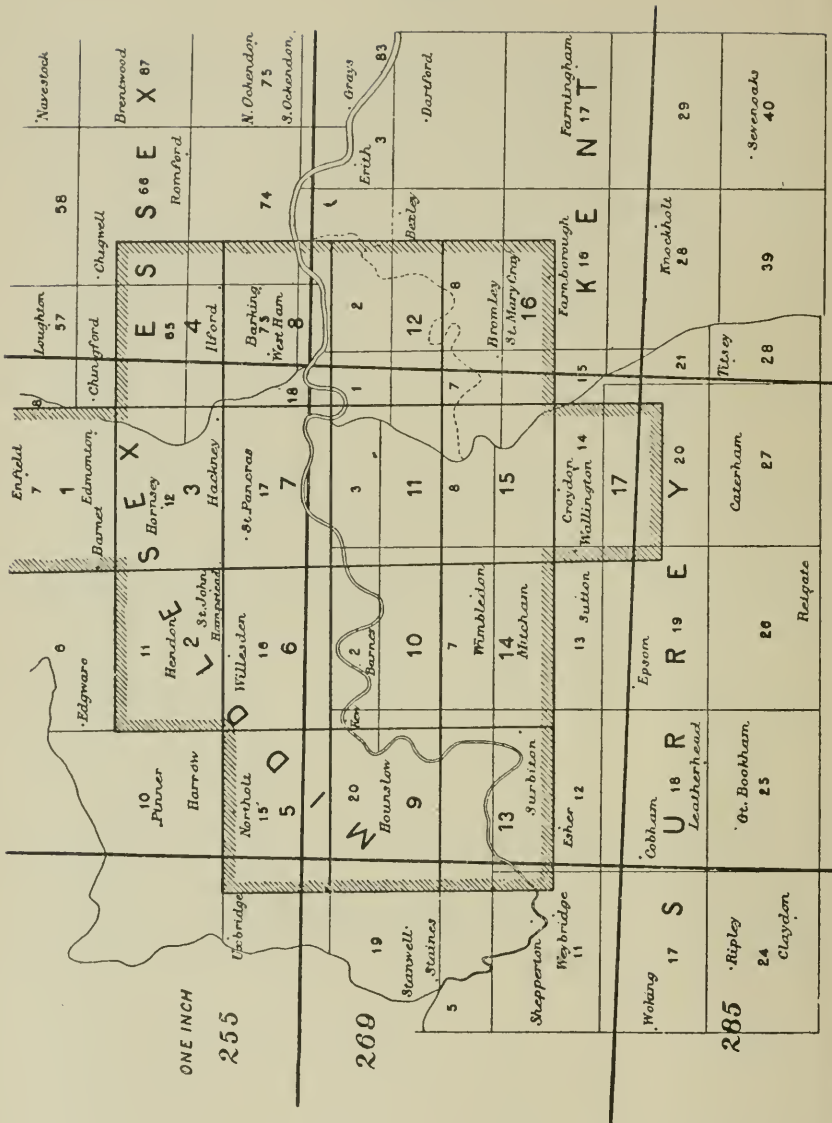 Enfield
7
8
Loughton
57
58
Navestock
6
1
Edgware
Barnet
Edmonton
Chingford
Chigwell
Brentwood
X 87
10
Pinner
Harrow
11
Hendon
2
St. John Hampstead
Hornsey
12
3
Hackney
E S S E
65
4
Ilford
66
Romford
ONE INCH
255
Uxbridge
Northolt
15
5
Willesden
16
6
St. Pancras
17
7
18
Barking
73
West Ham
8
74
N. Ockendon
75
S. Ockendon
M I D D L E S E X
269
19
Stanwell
Staines
20
Hounslow
9
Kew
2
Barnes
10
3
11
1
2
12
Bexley
Erith
3
Grays
83
Dartford
5
7
8
7
8
Shepperton
13
Surbiton
Wimbledon
14
Mitcham
15
Bromley
St. Mary Cray
16
Weybridge
11
Esher
12
13
Sutton
Croydon
14
Wallington
17
15
Farnborough
K 16 E
Farningham
N 17 T
Woking
17 S
Cobham
U 18 R
Leatherhead
Epsom
R 19 E
Y 20
21
Knockholt
28
29
285
Ripley
24
Claydon
Gt. Bookham
25
26
Reigate
Caterham
27
Titsey
28
39
Sevenoaks
40